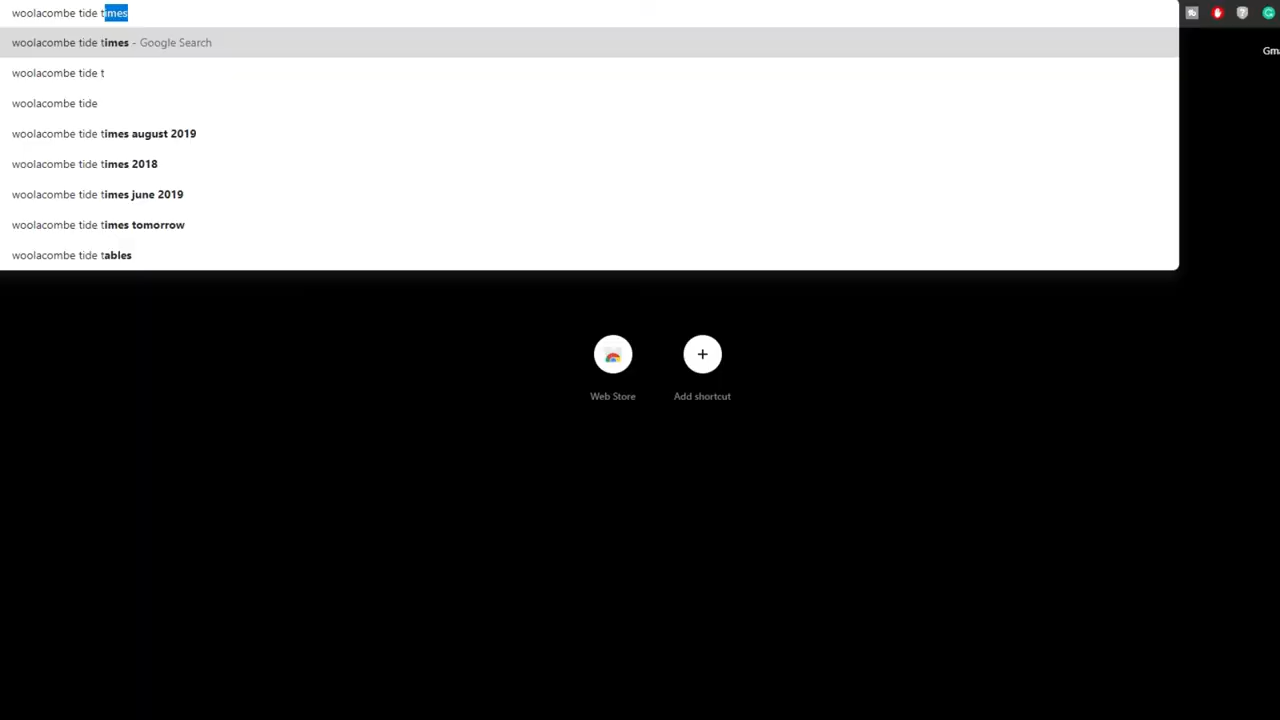 woolacombe tide times
woolacombe tide times - Google Search
woolacombe tide t
woolacombe tide
woolacombe tide times august 2019
woolacombe tide times 2018
woolacombe tide times june 2019
woolacombe tide times tomorrow
woolacombe tide tables
Gma
Web Store
Add shortcut